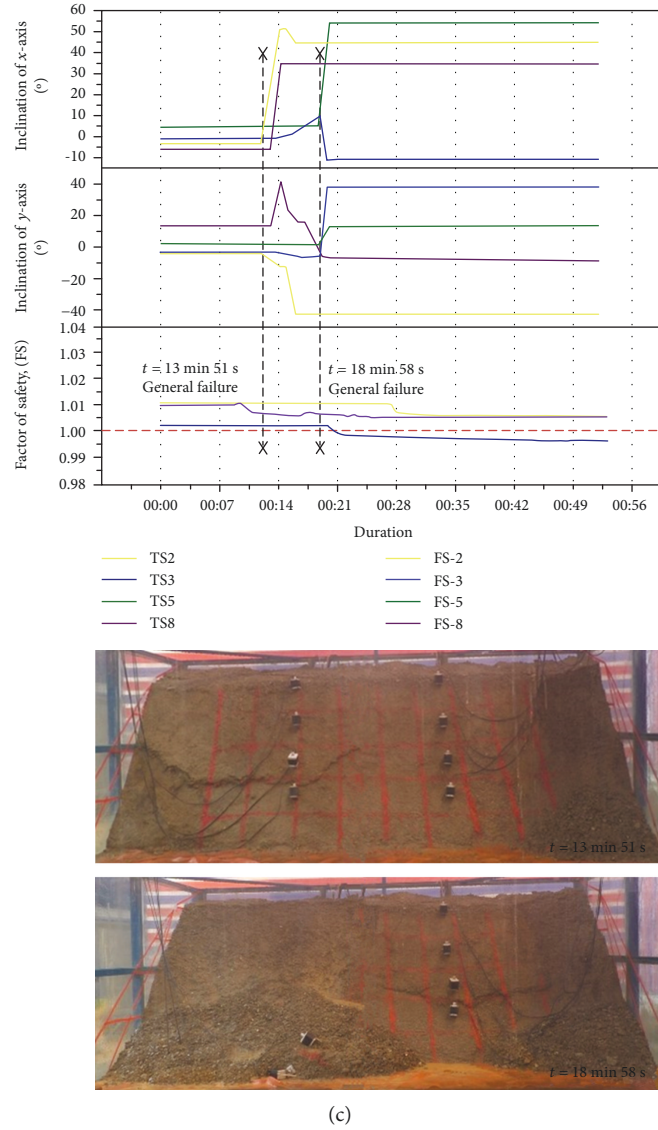 60
50
40
30
20
10
0
-10
Inclination of x-axis
(°)
40
20
0
−20
−40
Inclination of y-axis
(°)
1.04
1.03
1.02
1.01
1.00
0.99
0.98
Factor of safety, (FS)
t = 13 min 51 s
General failure
t = 18 min 58 s
General failure
00:00 00:07 00:14 00:21 00:28 00:35 00:42 00:49 00:56
Duration
TS2 FS-2
TS3 FS-3
TS5 FS-5
TS8 FS-8
t = 13 min 51 s
t = 18 min 58 s
(c)